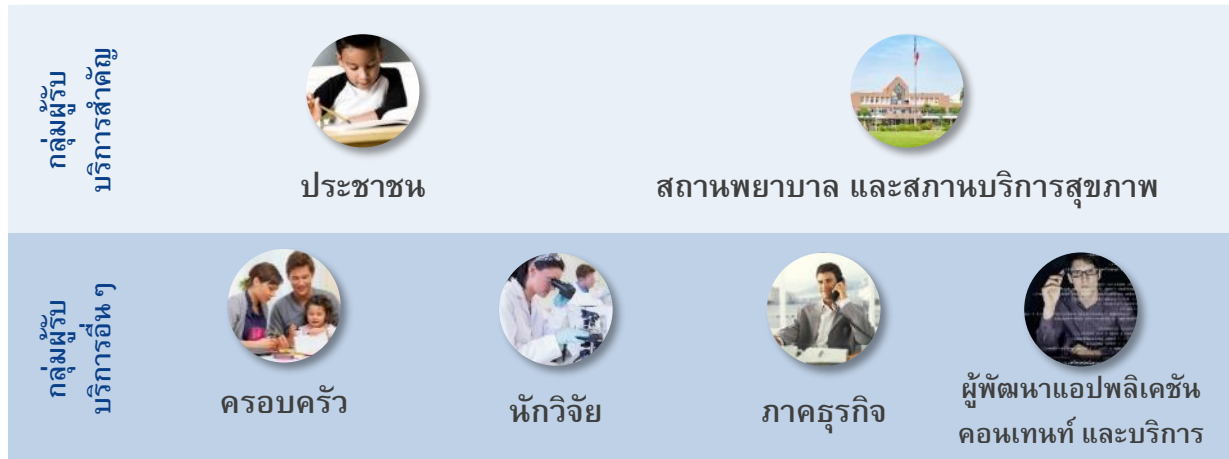 กลุ่มผู้รับ
บริการสำคัญ
ประชาชน
สถานพยาบาล และสภานบริการสุขภาพ
กลุ่มผู้รับ
บริการอื่น ๆ
ครอบครัว
นักวิจัย
ภาคธุรกิจ
ผู้พัฒนาแอปพลิเคชัน
คอนเทนท์ และบริการ